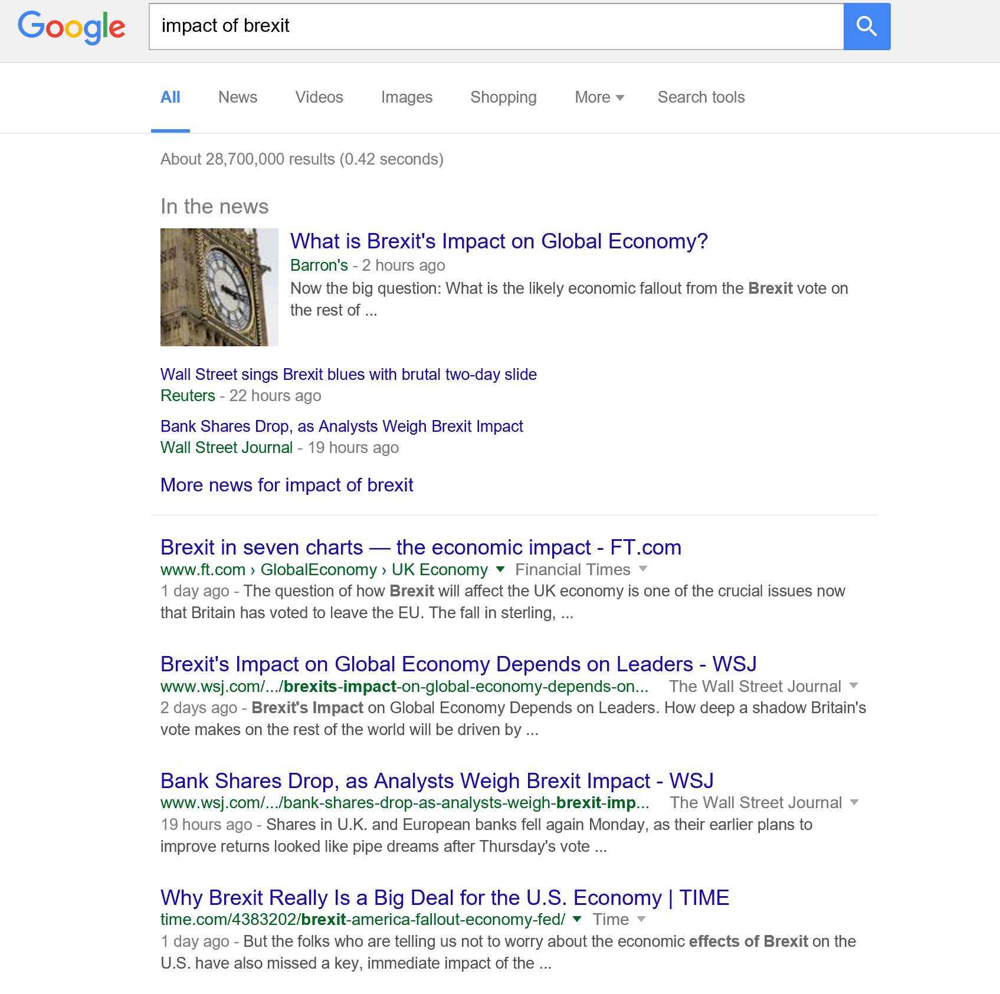 Google
impact of brexit
All News Videos Images Shopping More Search tools
About 28,700,000 results (0.42 seconds)
In the news
What is Brexit's Impact on Global Economy?
Barron's - 2 hours ago
Now the big question: What is the likely economic fallout from the Brexit vote on
the rest of ...
Wall Street sings Brexit blues with brutal two-day slide
Reuters - 22 hours ago
Bank Shares Drop, as Analysts Weigh Brexit Impact
Wall Street Journal - 19 hours ago
More news for impact of brexit
Brexit in seven charts — the economic impact - FT.com
www.ft.com › GlobalEconomy › UK Economy ▼ Financial Times ▼
1 day ago - The question of how Brexit will affect the UK economy is one of the crucial issues now
that Britain has voted to leave the EU. The fall in sterling, ...
Brexit's Impact on Global Economy Depends on Leaders - WSJ
www.wsj.com/.../brexits-impact-on-global-economy-depends-on... The Wall Street Journal ▼
2 days ago - Brexit's Impact on Global Economy Depends on Leaders. How deep a shadow Britain's
vote makes on the rest of the world will be driven by ...
Bank Shares Drop, as Analysts Weigh Brexit Impact - WSJ
www.wsj.com/.../bank-shares-drop-as-analysts-weigh-brexit-imp... The Wall Street Journal ▼
19 hours ago - Shares in U.K. and European banks fell again Monday, as their earlier plans to
improve returns looked like pipe dreams after Thursday's vote ...
Why Brexit Really Is a Big Deal for the U.S. Economy | TIME
time.com/4383202/brexit-america-fallout-economy-fed/ ▼ Time ▼
1 day ago - But the folks who are telling us not to worry about the economic effects of Brexit on the
U.S. have also missed a key, immediate impact of the ...